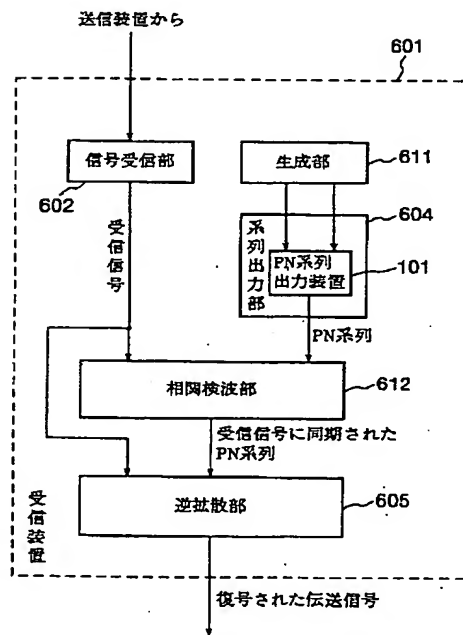 送信装置から
601
信号受信部
602
生成部
611
604
系列出力部
PN系列
出力装置
101
受信信号
PN系列
相関検波部
612
受信信号に同期された
PN系列
逆拡散部
605
受信装置
復号された伝送信号